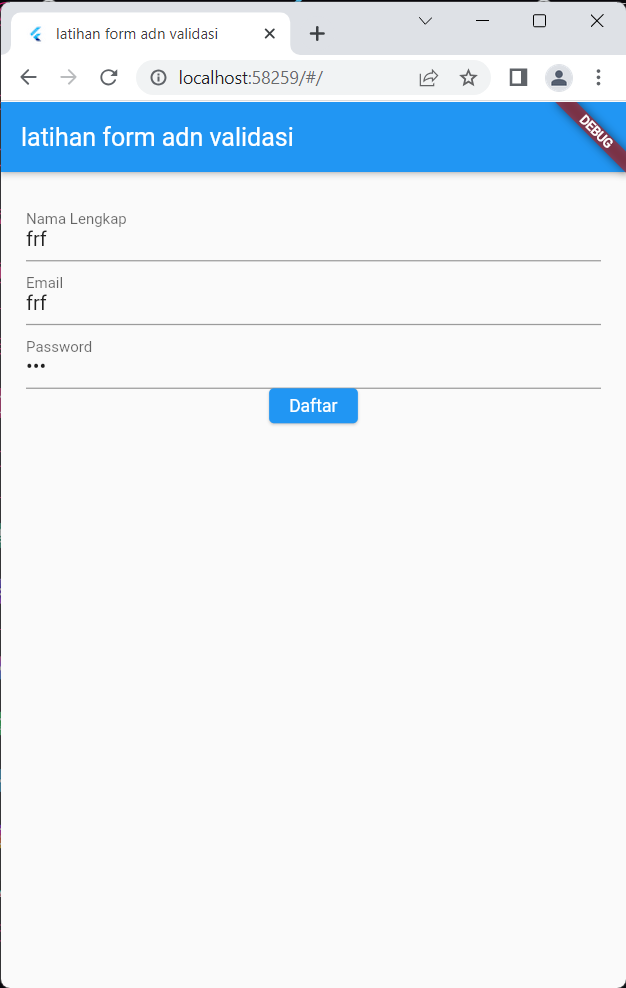 latihan form adn validasi
localhost:58259/#/
latihan form adn validasi
DEBUG
Nama Lengkap
frf
Email
frf
Password
•••
Daftar